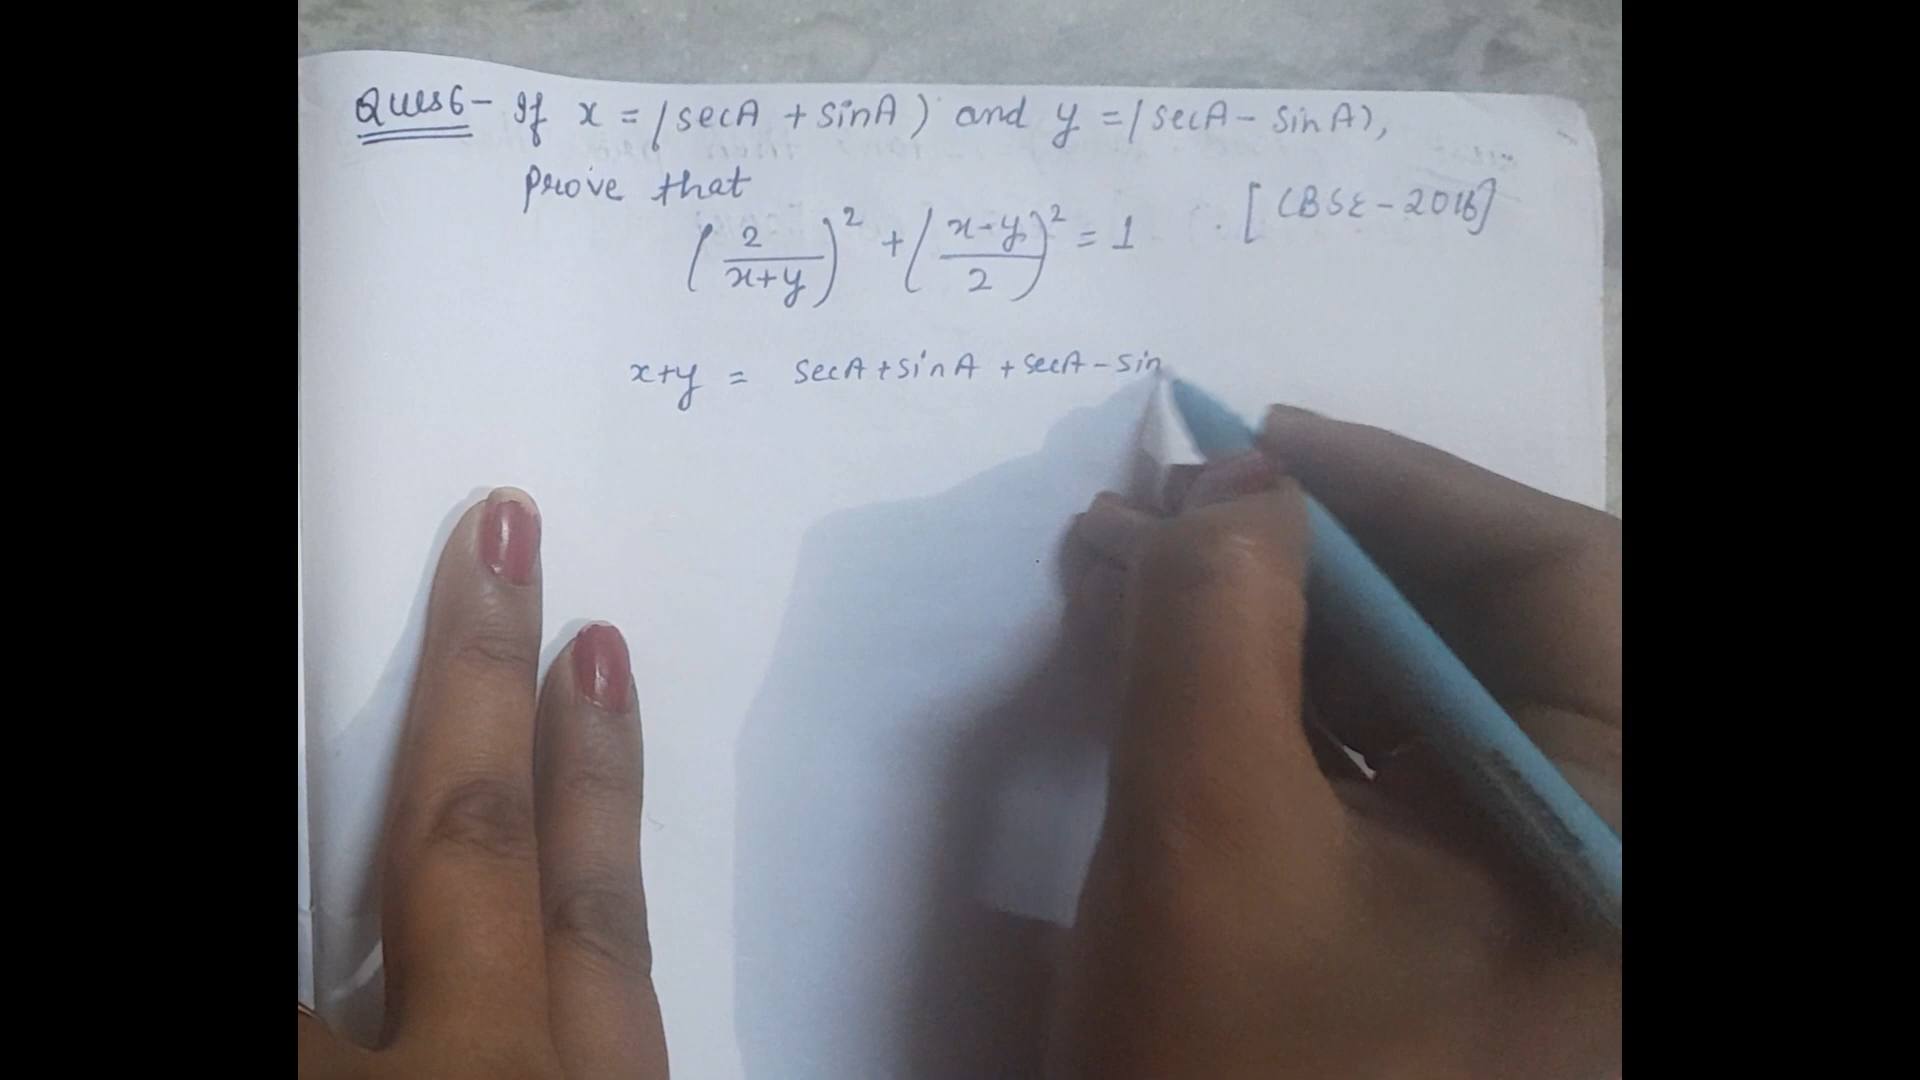 Ques6- If x = (secA + sinA) and y = (secA - sinA),
prove that
(2/(x+y))² + ((x-y)/2)² = 1 [CBSE-2016]
x+y = secA + sinA + secA - sin